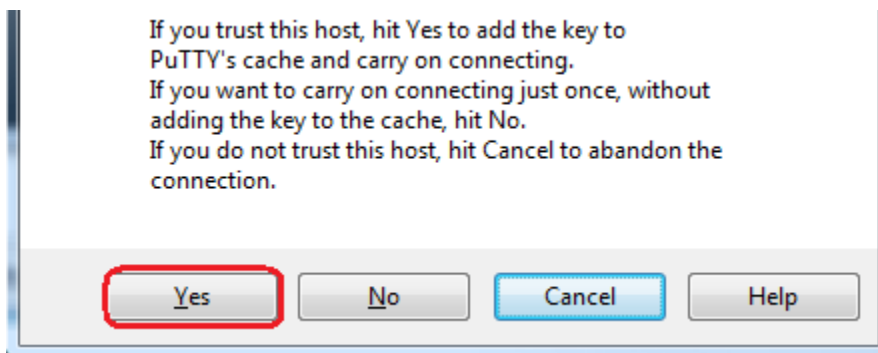 If you trust this host, hit Yes to add the key to
PuTTY's cache and carry on connecting.
If you want to carry on connecting just once, without
adding the key to the cache, hit No.
If you do not trust this host, hit Cancel to abandon the
connection.
Yes No Cancel Help